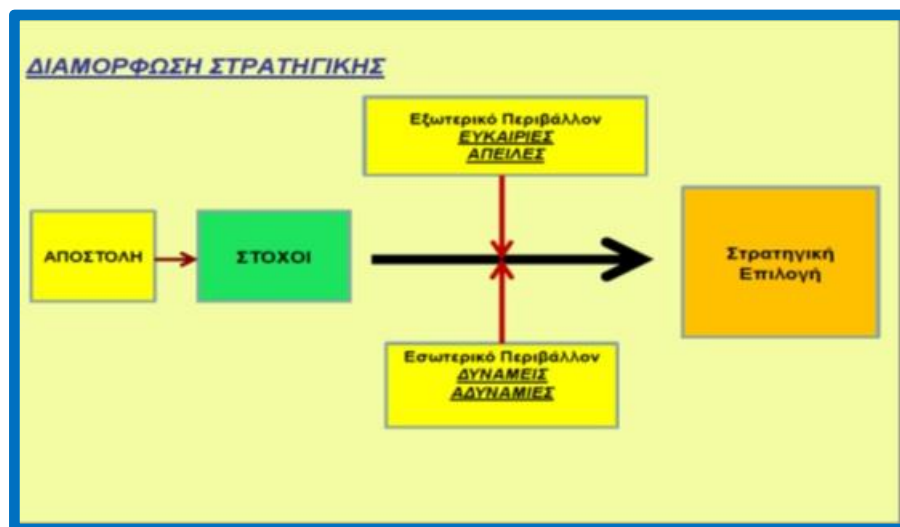 ΔΙΑΜΟΡΦΩΣΗ ΣΤΡΑΤΗΓΙΚΗΣ
Εξωτερικό Περιβάλλον
ΕΥΚΑΙΡΙΕΣ
ΑΠΕΙΛΕΣ
ΑΠΟΣΤΟΛΗ
ΣΤΟΧΟΙ
Στρατηγική
Επιλογή
Εσωτερικό Περιβάλλον
ΔΥΝΑΜΕΙΣ
ΑΔΥΝΑΜΙΕΣ